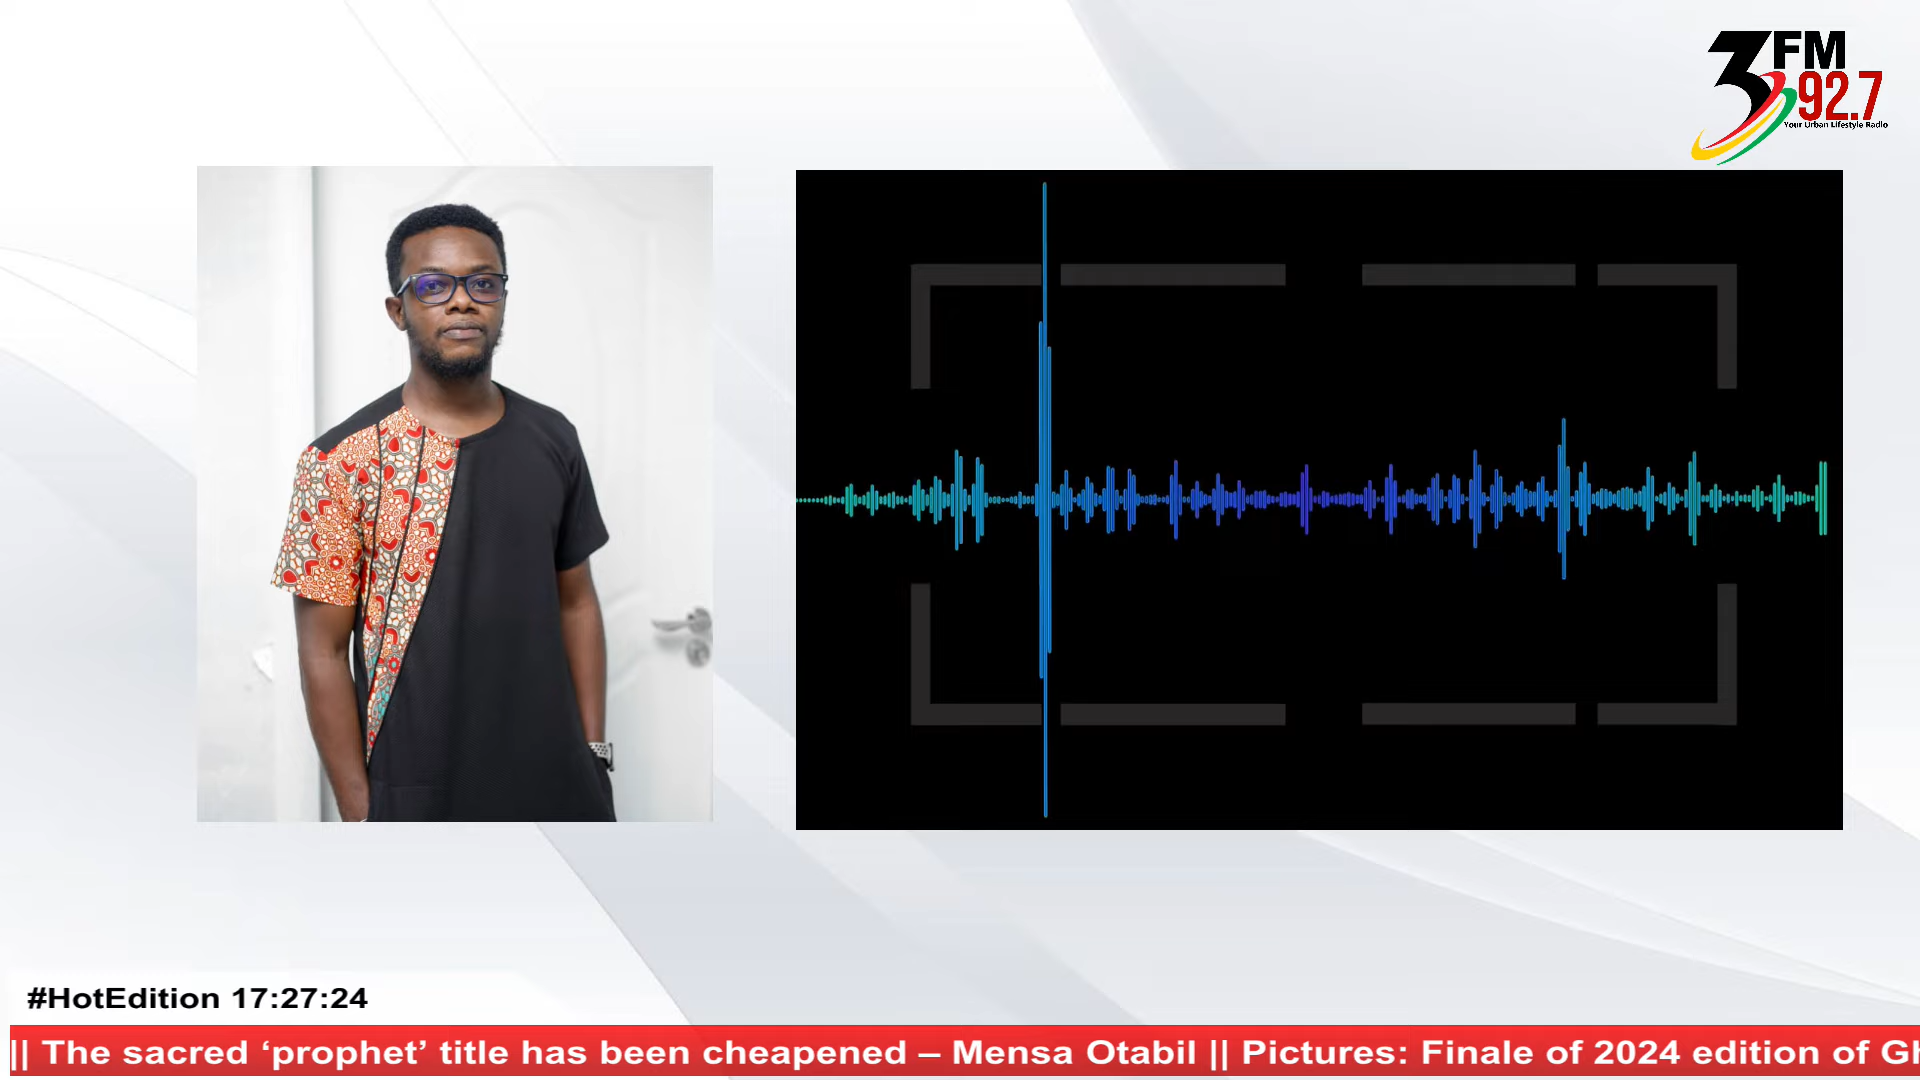 3FM
92.7
Your Urban Lifestyle Radio
#HotEdition 17:27:24
|| The sacred ‘prophet’ title has been cheapened – Mensa Otabil || Pictures: Finale of 2024 edition of